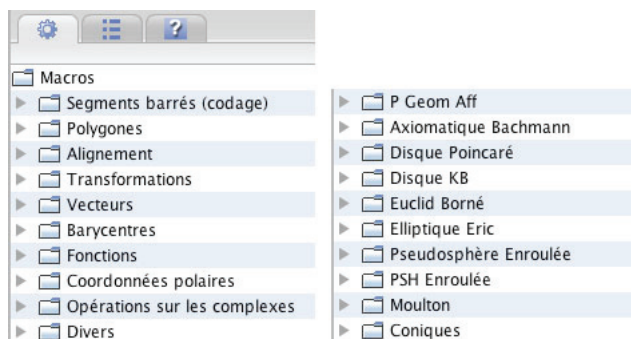 ?
Macros
Segments barrés (codage)
Polygones
Alignement
Transformations
Vecteurs
Barycentres
Fonctions
Coordonnées polaires
Opérations sur les complexes
Divers
P Geom Aff
Axiomatique Bachmann
Disque Poincaré
Disque KB
Euclid Borné
Elliptique Eric
Pseudosphère Enroulée
PSH Enroulée
Moulton
Coniques